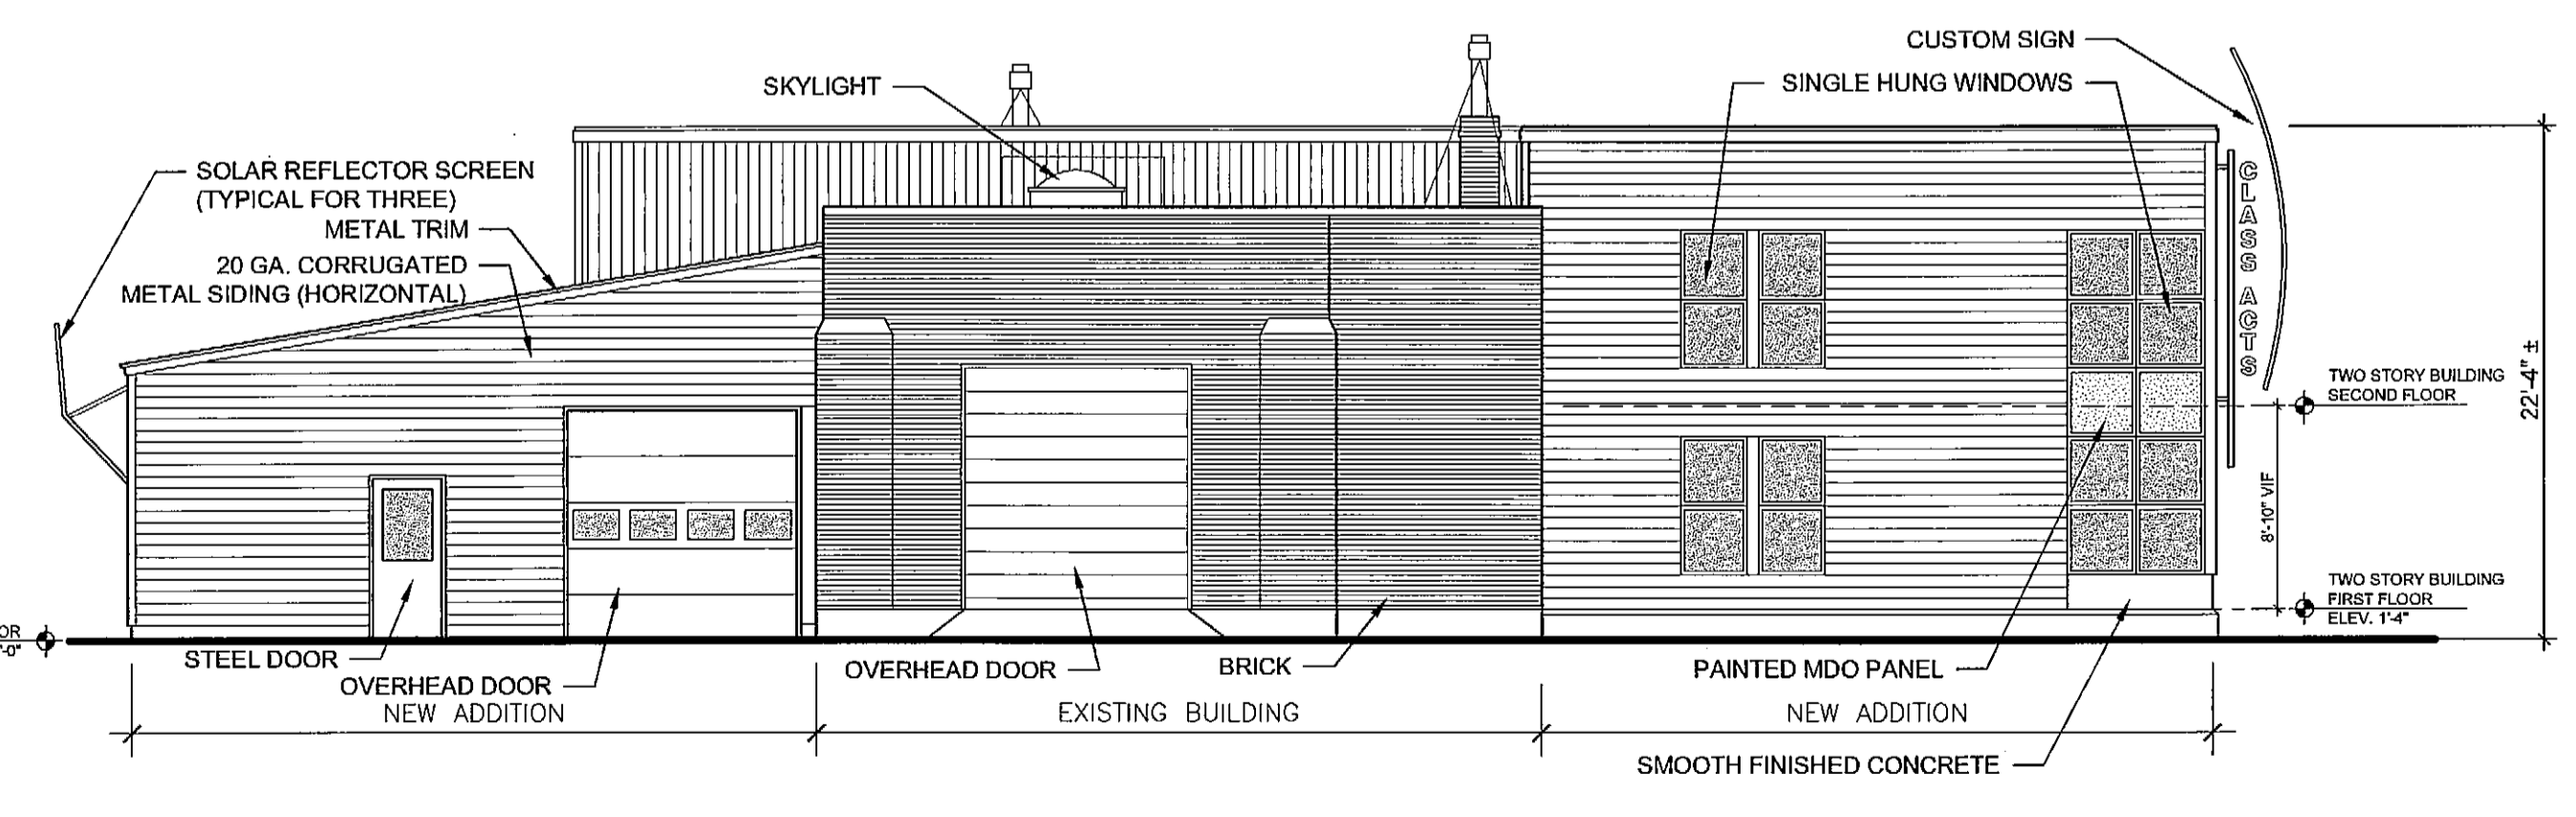 CUSTOM SIGN
SKYLIGHT
SINGLE HUNG WINDOWS
SOLAR REFLECTOR SCREEN
(TYPICAL FOR THREE)
METAL TRIM
20 GA. CORRUGATED
METAL SIDING (HORIZONTAL)
CLASS ACTS
TWO STORY BUILDING
SECOND FLOOR
22'-4" ±
8'-10" VIF
TWO STORY BUILDING
FIRST FLOOR
ELEV. 1'-4"
STEEL DOOR
OVERHEAD DOOR
OVERHEAD DOOR
BRICK
PAINTED MDO PANEL
NEW ADDITION
EXISTING BUILDING
NEW ADDITION
SMOOTH FINISHED CONCRETE